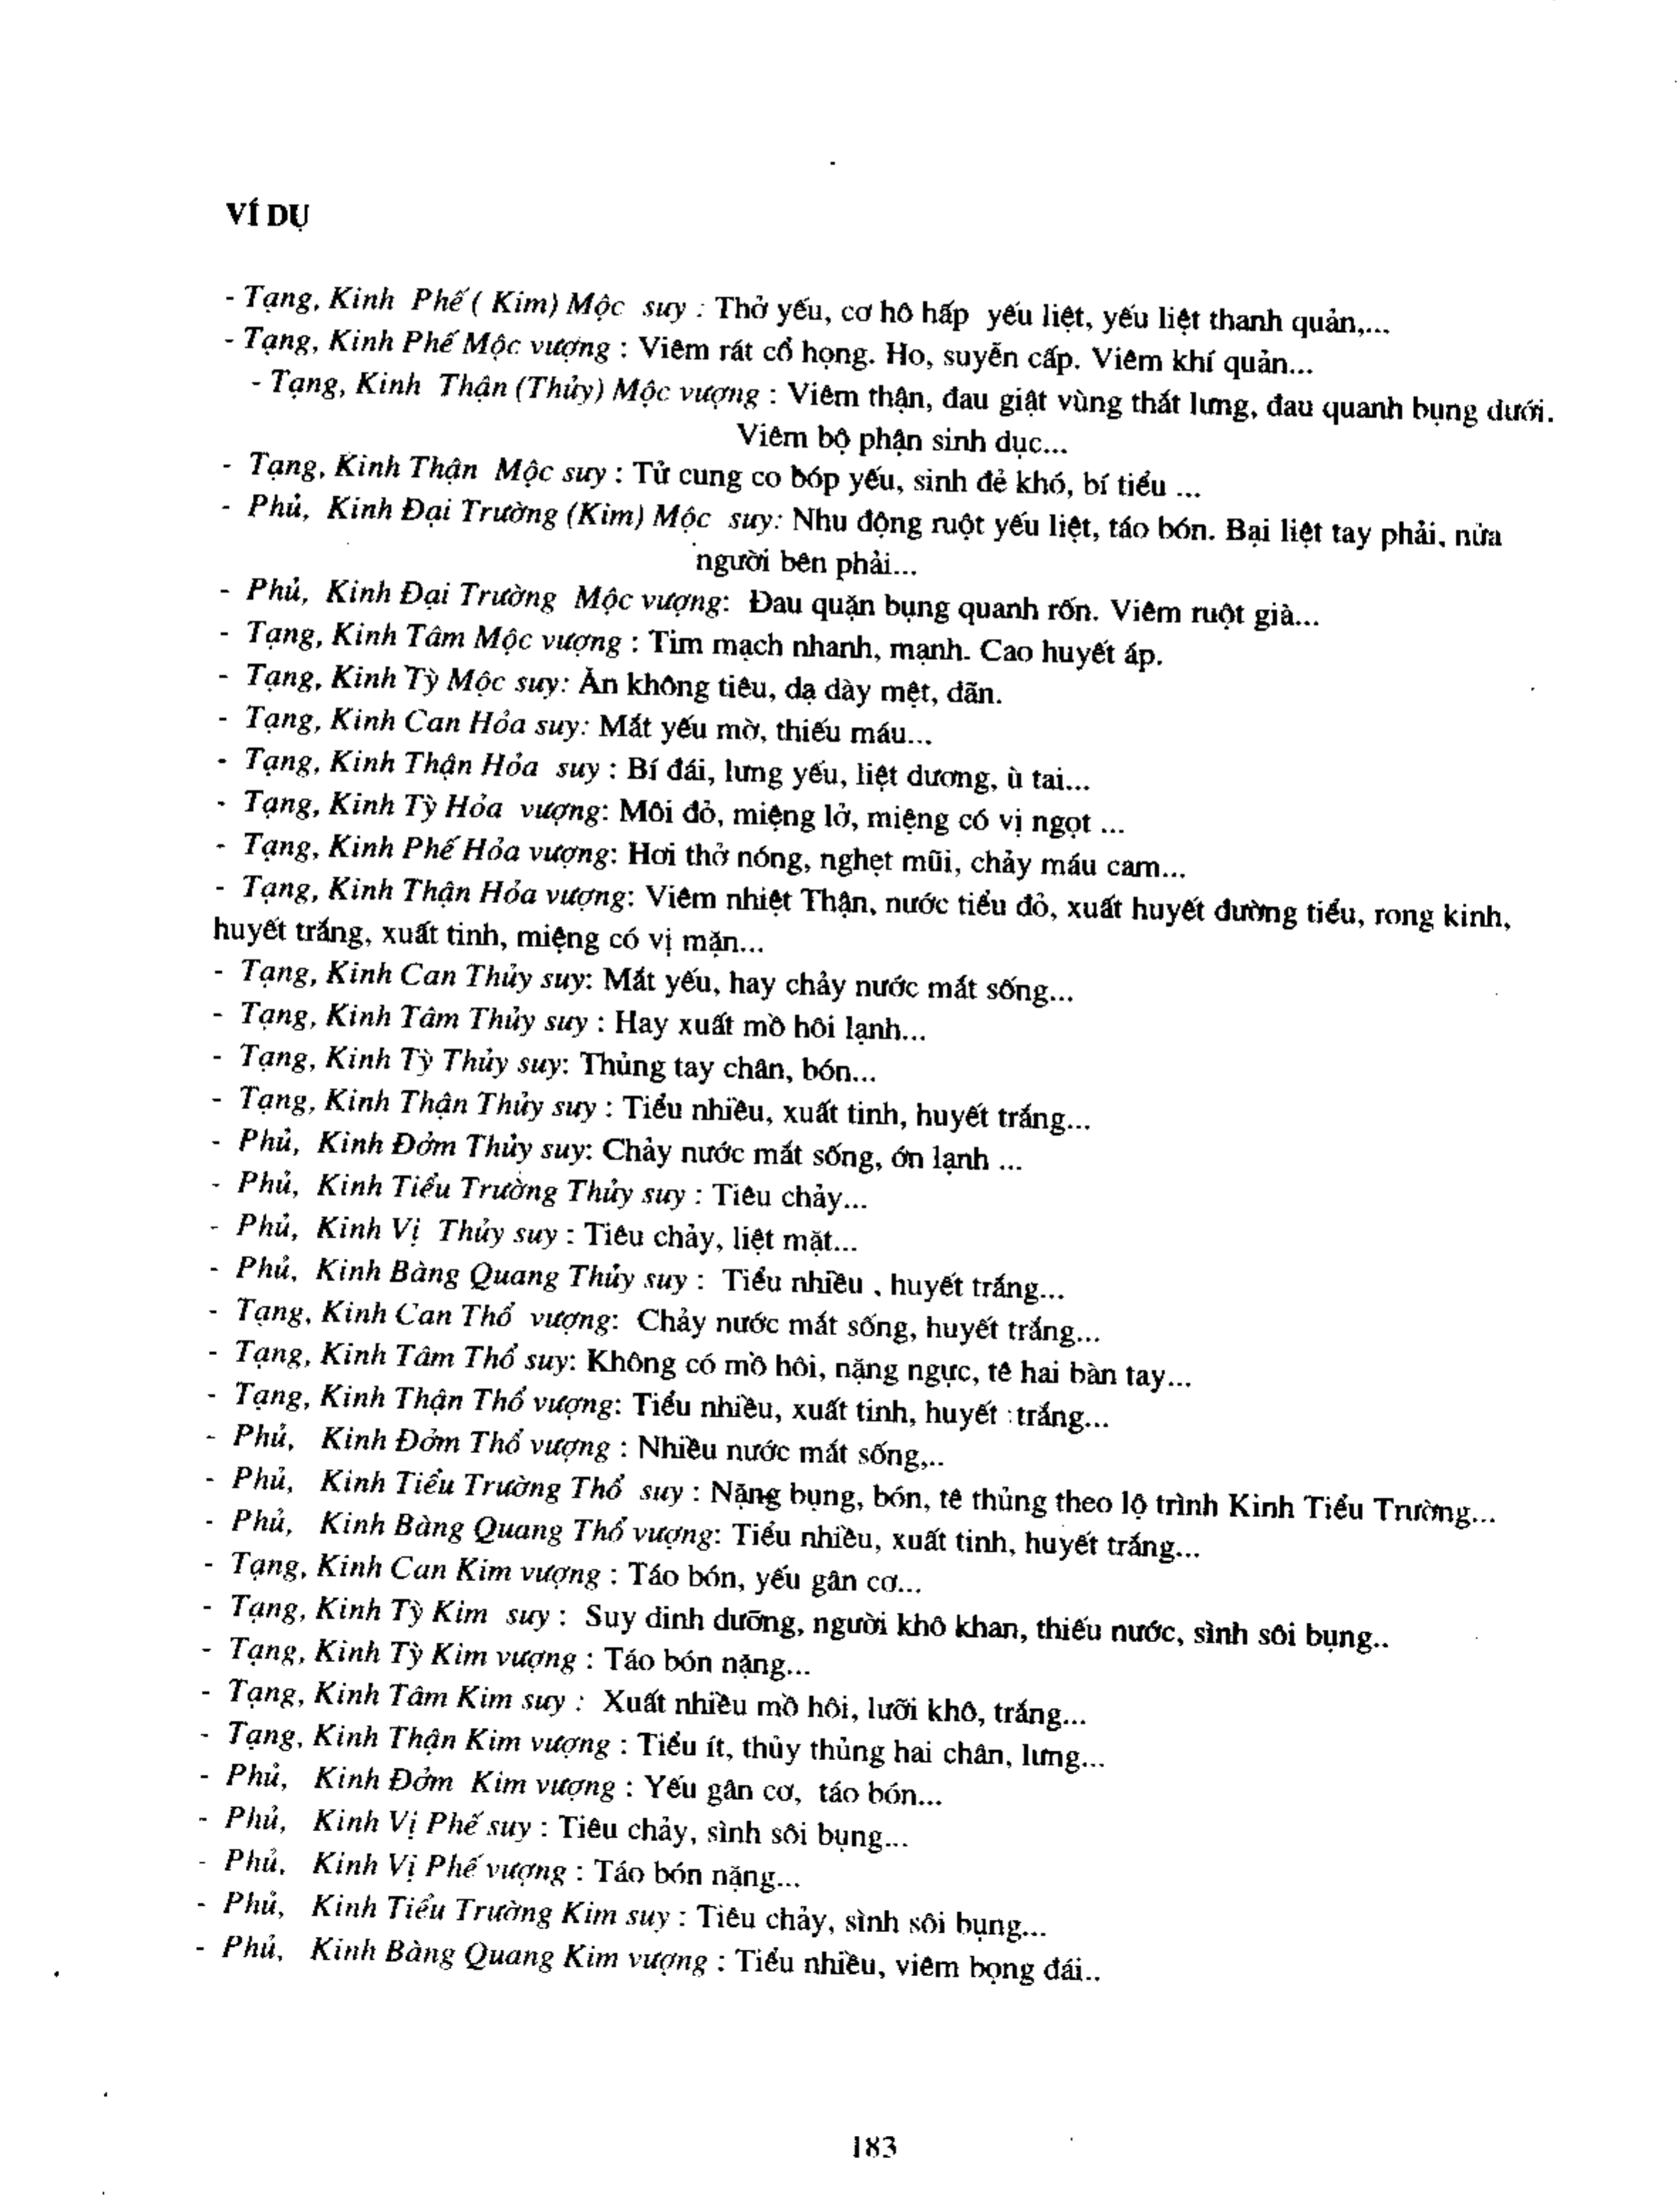 VÍ DỤ
- Tạng, Kinh Phế ( Kim) Mộc suy : Thở yếu, cơ hô hấp yếu liệt, yếu liệt thanh quản,...
- Tạng, Kinh Phế Mộc vượng : Viêm rát cổ họng. Ho, suyễn cấp. Viêm khí quản...
- Tạng, Kinh Thận (Thủy) Mộc vượng : Viêm thận, đau giật vùng thắt lưng, đau quanh bụng dưới.
Viêm bộ phận sinh dục...
- Tạng, Kinh Thận Mộc suy : Tử cung co bóp yếu, sinh đẻ khó, bí tiểu ...
- Phủ, Kinh Đại Trường (Kim) Mộc suy: Nhu động ruột yếu liệt, táo bón. Bại liệt tay phải, nửa
người bên phải...
- Phủ, Kinh Đại Trường Mộc vượng: Đau quặn bụng quanh rốn. Viêm ruột già...
- Tạng, Kinh Tâm Mộc vượng : Tim mạch nhanh, mạnh. Cao huyết áp.
- Tạng, Kinh Tỳ Mộc suy: Ăn không tiêu, dạ dày mệt, dãn.
- Tạng, Kinh Can Hỏa suy: Mắt yếu mờ, thiếu máu...
- Tạng, Kinh Thận Hỏa suy : Bí đái, lưng yếu, liệt dương, ù tai...
- Tạng, Kinh Tỳ Hỏa vượng: Môi đỏ, miệng lở, miệng có vị ngọt ...
- Tạng, Kinh Phế Hỏa vượng: Hơi thở nóng, nghẹt mũi, chảy máu cam...
- Tạng, Kinh Thận Hỏa vượng: Viêm nhiệt Thận, nước tiểu đỏ, xuất huyết đường tiểu, rong kinh,
huyết trắng, xuất tinh, miệng có vị mặn...
- Tạng, Kinh Can Thủy suy: Mắt yếu, hay chảy nước mắt sống...
- Tạng, Kinh Tâm Thủy suy : Hay xuất mồ hôi lạnh...
- Tạng, Kinh Tỳ Thủy suy: Thủng tay chân, bón...
- Tạng, Kinh Thận Thủy suy : Tiểu nhiều, xuất tinh, huyết trắng...
- Phủ, Kinh Đởm Thủy suy: Chảy nước mắt sống, ớn lạnh ...
- Phủ, Kinh Tiểu Trường Thủy suy : Tiêu chảy...
- Phủ, Kinh Vị Thủy suy : Tiêu chảy, liệt mặt...
- Phủ, Kinh Bàng Quang Thủy suy : Tiểu nhiều , huyết trắng...
- Tạng, Kinh Can Thổ vượng: Chảy nước mắt sống, huyết trắng...
- Tạng, Kinh Tâm Thổ suy: Không có mồ hôi, nặng ngực, tê hai bàn tay...
- Tạng, Kinh Thận Thổ vượng: Tiểu nhiều, xuất tinh, huyết trắng...
- Phủ, Kinh Đởm Thổ vượng : Nhiều nước mắt sống,..
- Phủ, Kinh Tiểu Trường Thổ suy : Nặng bụng, bón, tê thủng theo lộ trình Kinh Tiểu Trường...
- Phủ, Kinh Bàng Quang Thổ vượng: Tiểu nhiều, xuất tinh, huyết trắng...
- Tạng, Kinh Can Kim vượng : Táo bón, yếu gân cơ...
- Tạng, Kinh Tỳ Kim suy : Suy dinh dưỡng, người khô khan, thiếu nước, sình sôi bụng..
- Tạng, Kinh Tỳ Kim vượng : Táo bón nặng...
- Tạng, Kinh Tâm Kim suy : Xuất nhiều mồ hôi, lưỡi khô, trắng...
- Tạng, Kinh Thận Kim vượng : Tiểu ít, thủy thủng hai chân, lưng...
- Phủ, Kinh Đởm Kim vượng : Yếu gân cơ, táo bón...
- Phủ, Kinh Vị Phế suy : Tiêu chảy, sình sôi bụng...
- Phủ, Kinh Vị Phế vượng : Táo bón nặng...
- Phủ, Kinh Tiểu Trường Kim suy : Tiêu chảy, sình sôi bụng...
- Phủ, Kinh Bàng Quang Kim vượng : Tiểu nhiều, viêm bọng đái..
183